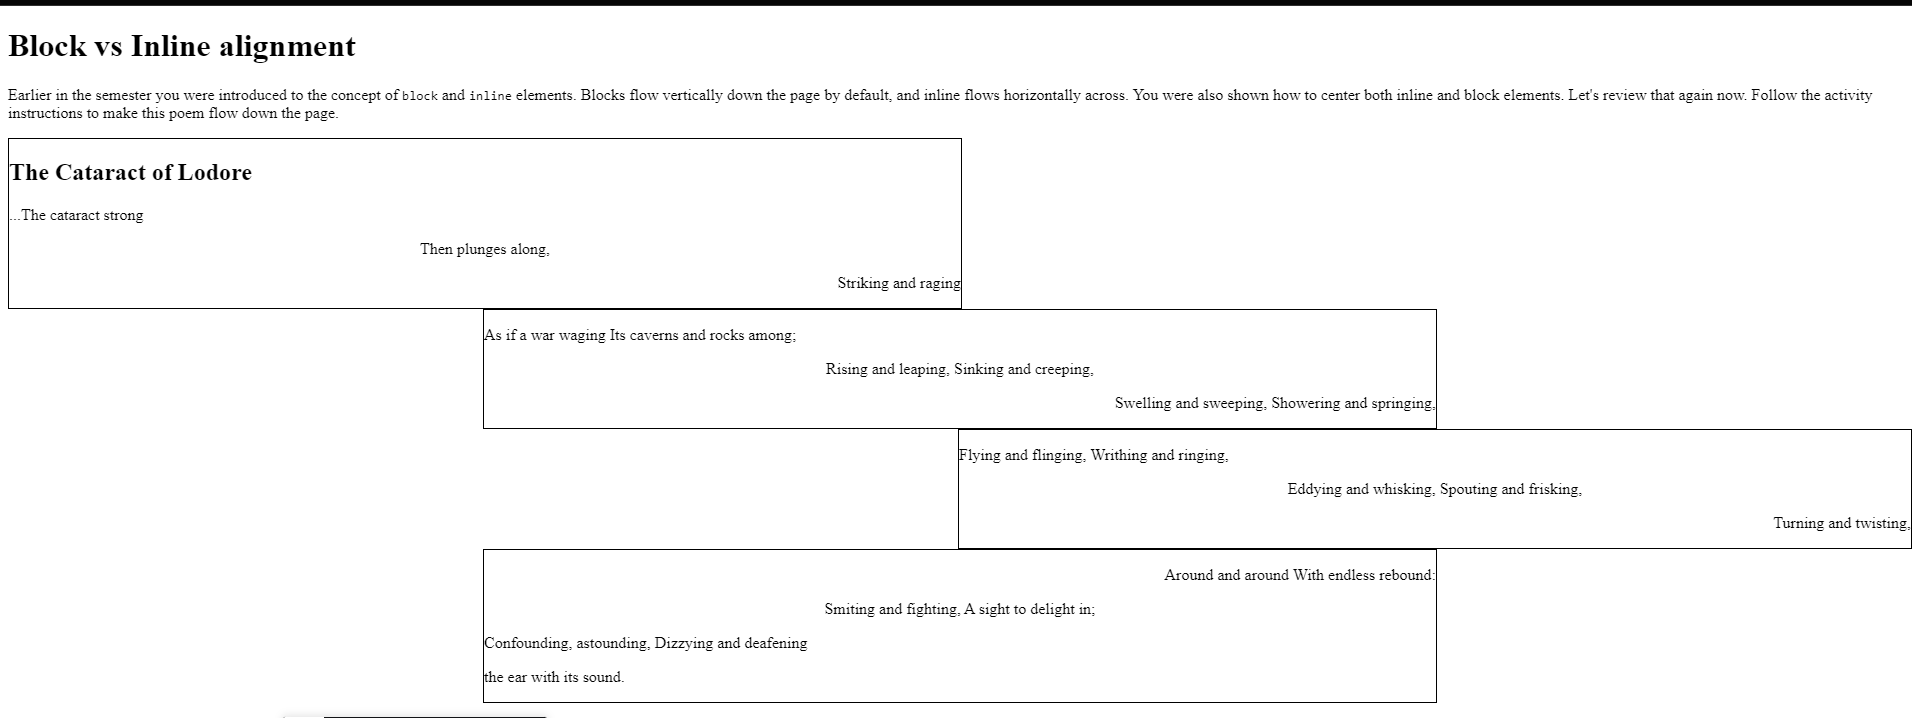 Block vs Inline alignment
Earlier in the semester you were introduced to the concept of block and inline elements. Blocks flow vertically down the page by default, and inline flows horizontally across. You were also shown how to center both inline and block elements. Let's review that again now. Follow the activity
instructions to make this poem flow down the page.
The Cataract of Lodore
...The cataract strong
Then plunges along,
Striking and raging
As if a war waging Its caverns and rocks among;
Rising and leaping, Sinking and creeping,
Swelling and sweeping, Showering and springing,
Flying and flinging, Writhing and ringing,
Eddying and whisking, Spouting and frisking,
Turning and twisting,
Around and around With endless rebound:
Smiting and fighting, A sight to delight in;
Confounding, astounding, Dizzying and deafening
the ear with its sound.